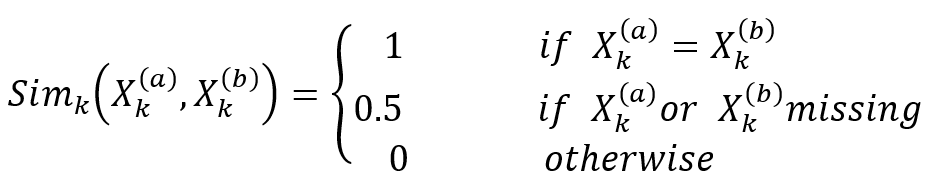 1 if X_k^(a) = X_k^(b)
Sim_k(X_k^(a), X_k^(b)) = { 0.5 if X_k^(a) or X_k^(b) missing
0 otherwise